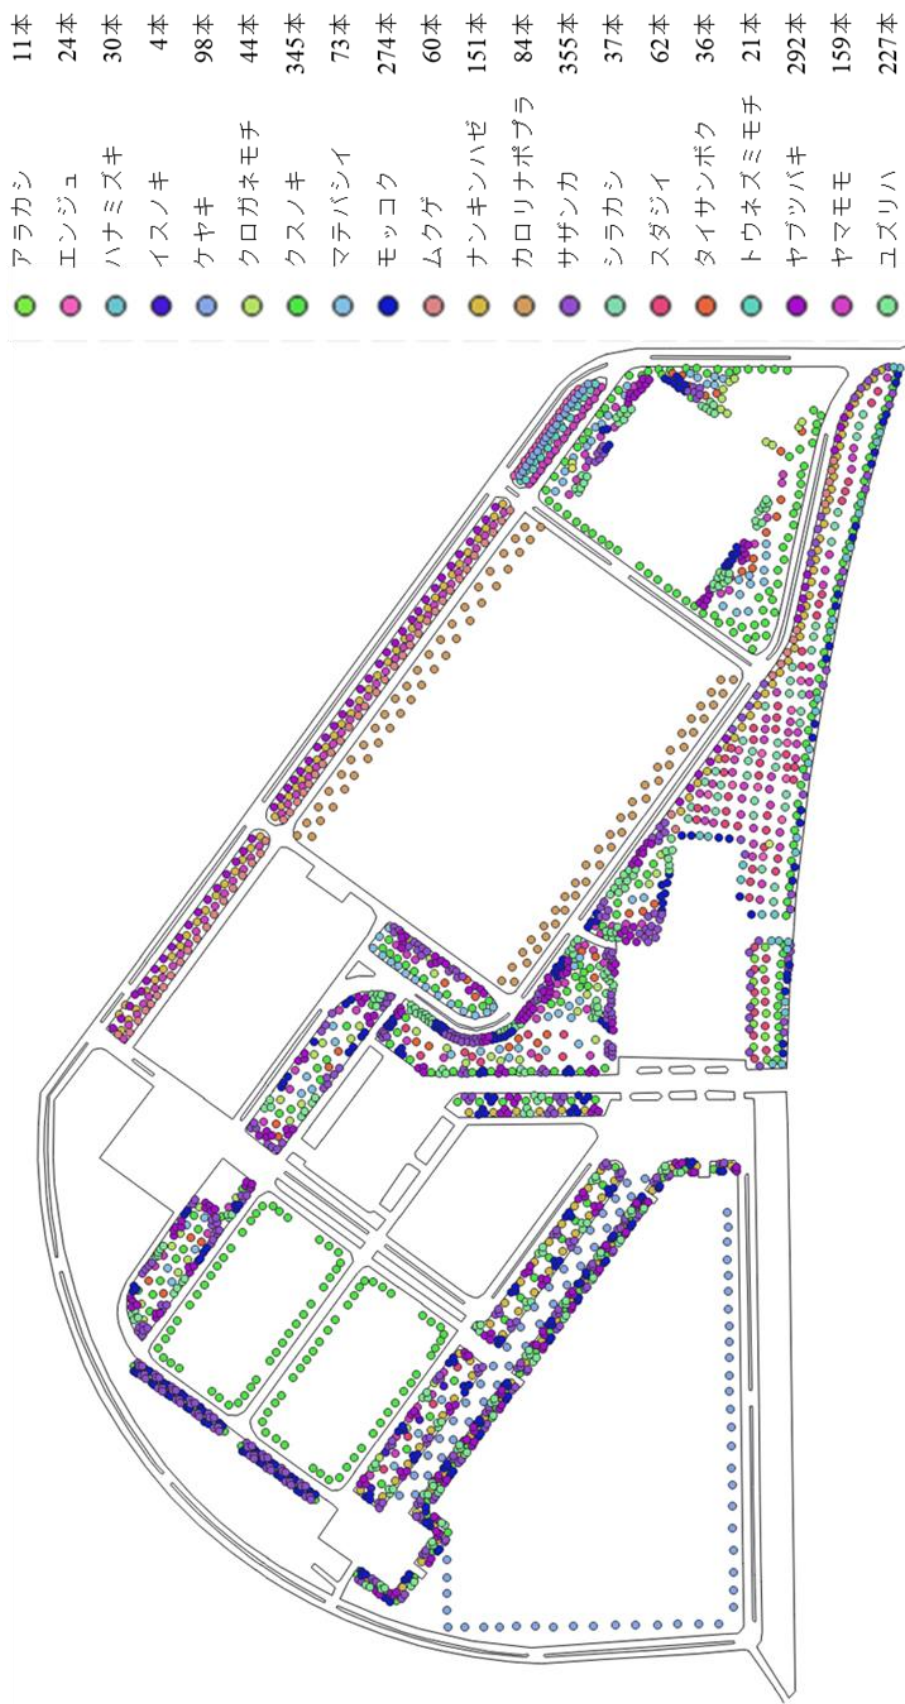 アラカシ 11本
エンジュ 24本
ハナミズキ 30本
イスノキ 4本
ケヤキ 98本
クロガネモチ 44本
クスノキ 345本
マテバシイ 73本
モッコク 274本
ムクゲ 60本
ナンキンハゼ 151本
カロリナポプラ 84本
サザンカ 355本
シラカシ 37本
スダジイ 62本
タイサンボク 36本
トウネズミモチ 21本
ヤブツバキ 292本
ヤマモモ 159本
ユズリハ 227本